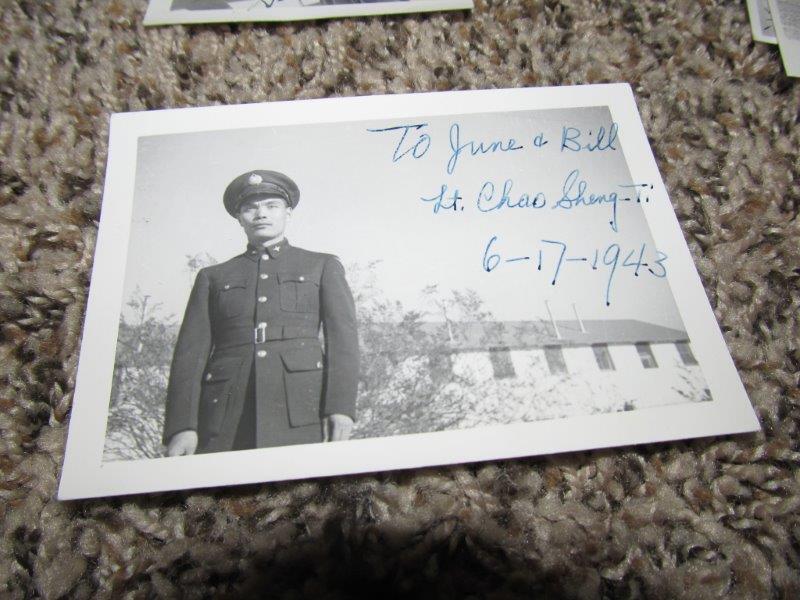 To June & Bill
Lt. Chao Sheng-Ti
6-17-1943